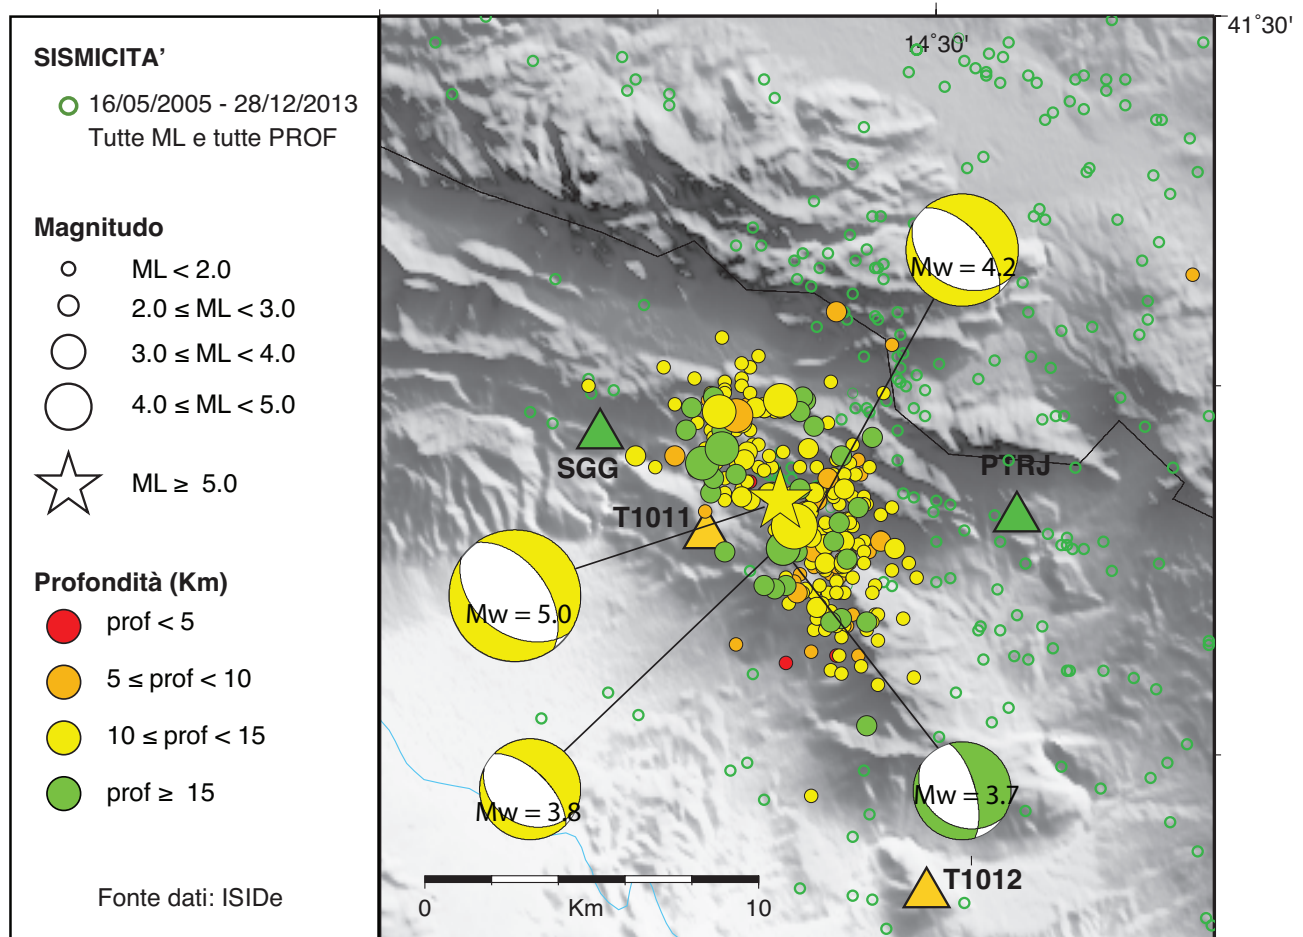 SISMICITA’
16/05/2005 - 28/12/2013
Tutte ML e tutte PROF
Magnitudo
ML < 2.0
2.0 ≤ ML < 3.0
3.0 ≤ ML < 4.0
4.0 ≤ ML < 5.0
ML ≥ 5.0
Profondità (Km)
prof < 5
5 ≤ prof < 10
10 ≤ prof < 15
prof ≥ 15
Fonte dati: ISIDe
41˚30'
14˚30'
Mw = 4.2
SGG
PTRJ
T1011
Mw = 5.0
Mw = 3.8
Mw = 3.7
T1012
0 Km 10